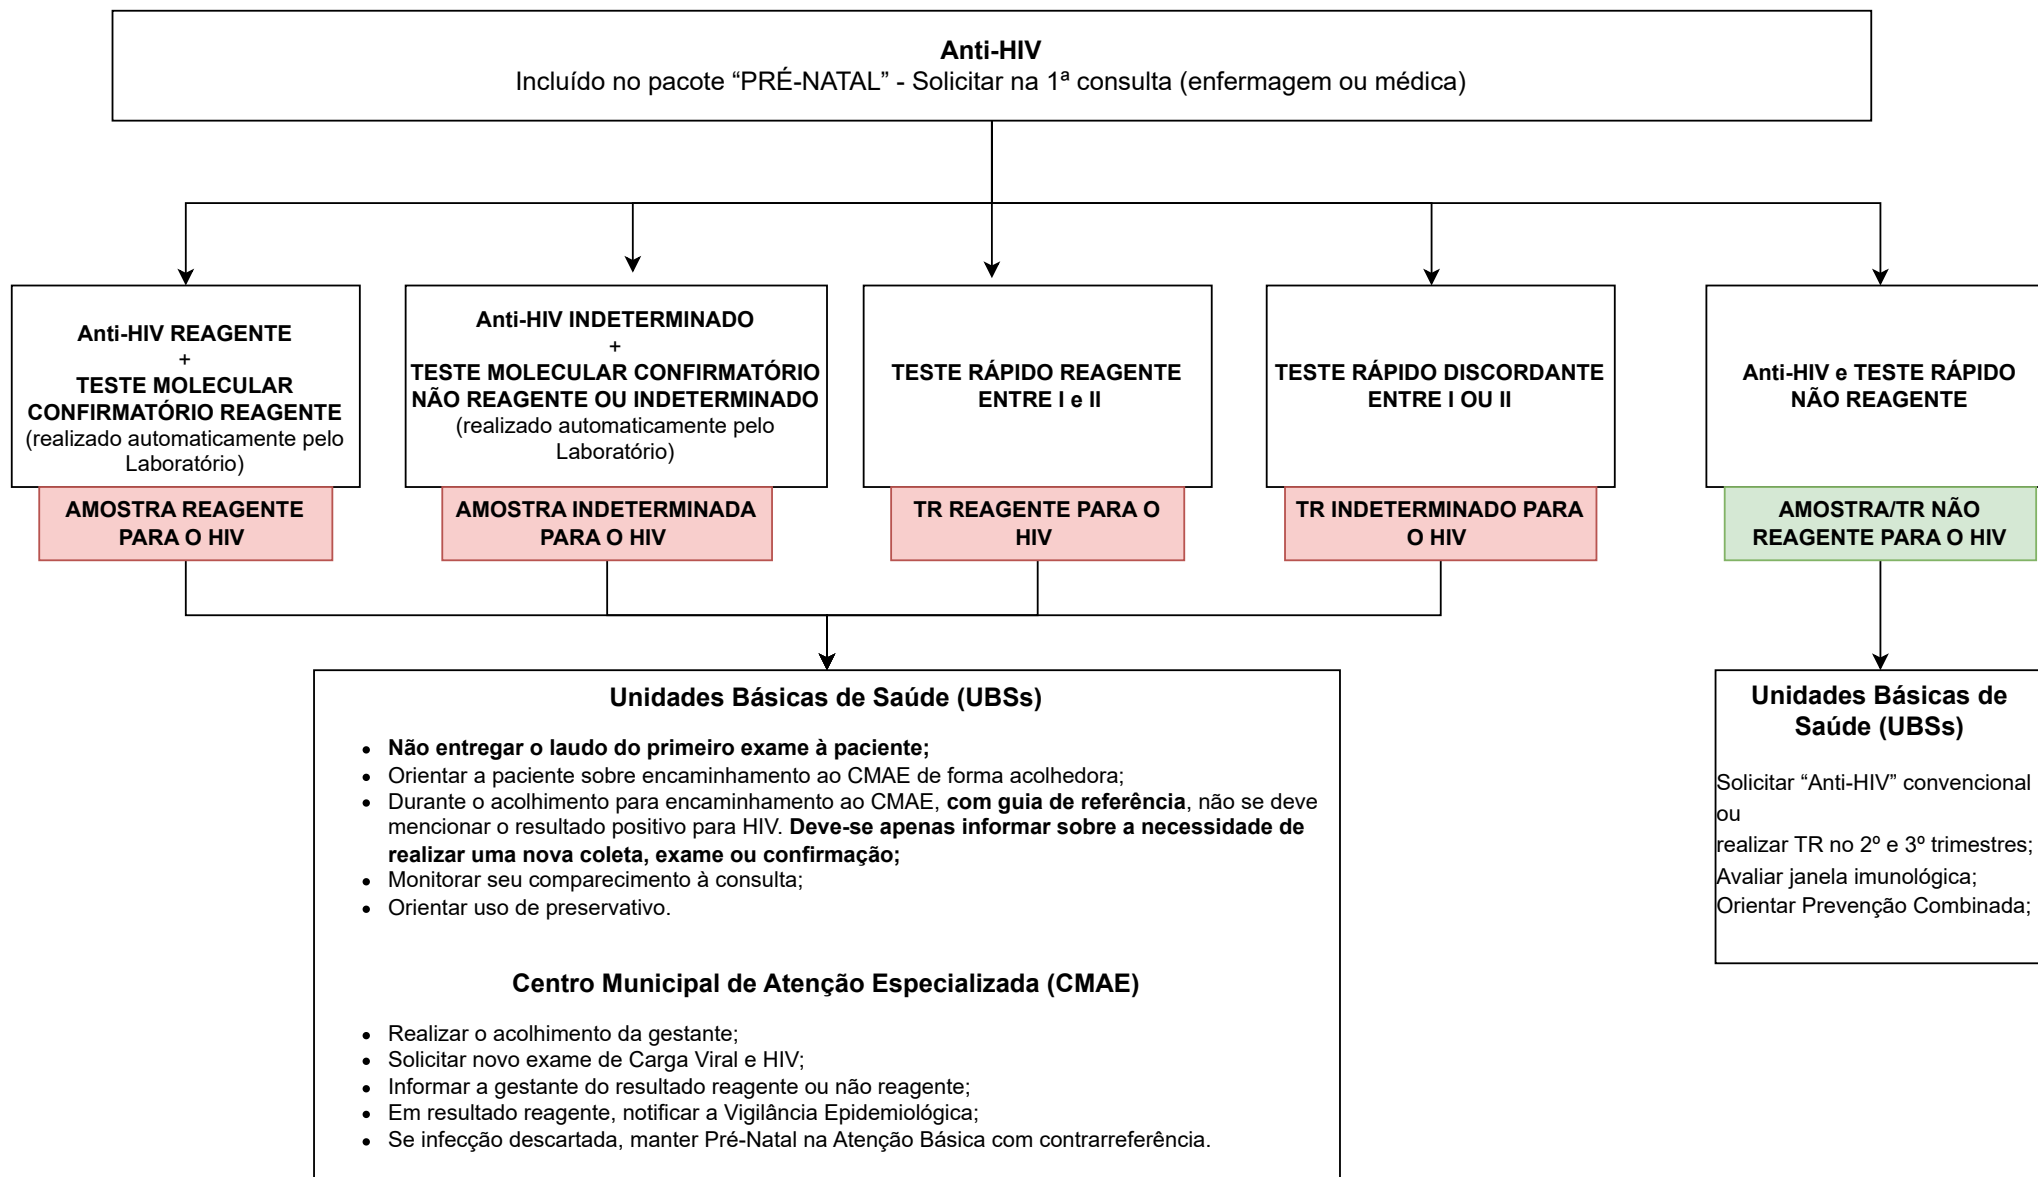 Anti-HIV
Incluído no pacote “PRÉ-NATAL” - Solicitar na 1ª consulta (enfermagem ou médica)
Anti-HIV REAGENTE
+
TESTE MOLECULAR
CONFIRMATÓRIO REAGENTE
(realizado automaticamente pelo
Laboratório)
AMOSTRA REAGENTE
PARA O HIV
Anti-HIV INDETERMINADO
+
TESTE MOLECULAR CONFIRMATÓRIO
NÃO REAGENTE OU INDETERMINADO
(realizado automaticamente pelo
Laboratório)
AMOSTRA INDETERMINADA
PARA O HIV
TESTE RÁPIDO REAGENTE
ENTRE I e II
TR REAGENTE PARA O
HIV
TESTE RÁPIDO DISCORDANTE
ENTRE I OU II
TR INDETERMINADO PARA
O HIV
Anti-HIV e TESTE RÁPIDO
NÃO REAGENTE
AMOSTRA/TR NÃO
REAGENTE PARA O HIV
Unidades Básicas de Saúde (UBSs)
• Não entregar o laudo do primeiro exame à paciente;
• Orientar a paciente sobre encaminhamento ao CMAE de forma acolhedora;
• Durante o acolhimento para encaminhamento ao CMAE, com guia de referência, não se deve
mencionar o resultado positivo para HIV. Deve-se apenas informar sobre a necessidade de
realizar uma nova coleta, exame ou confirmação;
• Monitorar seu comparecimento à consulta;
• Orientar uso de preservativo.
Centro Municipal de Atenção Especializada (CMAE)
• Realizar o acolhimento da gestante;
• Solicitar novo exame de Carga Viral e HIV;
• Informar a gestante do resultado reagente ou não reagente;
• Em resultado reagente, notificar a Vigilância Epidemiológica;
• Se infecção descartada, manter Pré-Natal na Atenção Básica com contrarreferência.
Unidades Básicas de
Saúde (UBSs)
Solicitar “Anti-HIV” convencional
ou
realizar TR no 2º e 3º trimestres;
Avaliar janela imunológica;
Orientar Prevenção Combinada;